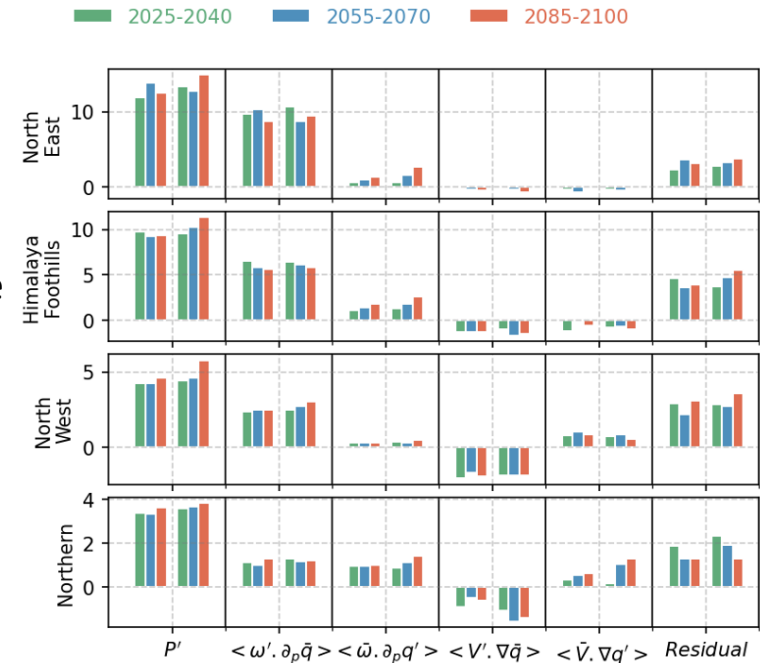 2025-2040 2055-2070 2085-2100
North
East
10
0
Himalaya
Foothills
10
5
0
North
West
5
0
Northern
4
2
0
P′ < ω′. ∂ₚq̄ > < ω̄. ∂ₚq′ > < V′. ∇q̄ > < V̄. ∇q′ > Residual